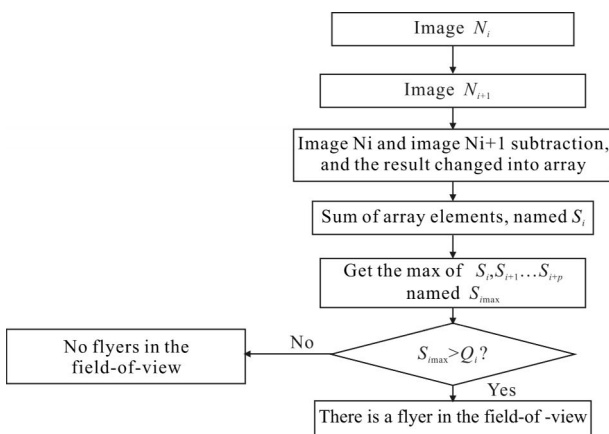 Image N_i
Image N_{i+1}
Image Ni and image Ni+1 subtraction,
and the result changed into array
Sum of array elements, named S_i
Get the max of S_i,S_{i+1}…S_{i+p}
named S_{imax}
S_{imax}>Q_i?
No
No flyers in the
field-of-view
Yes
There is a flyer in the field-of -view